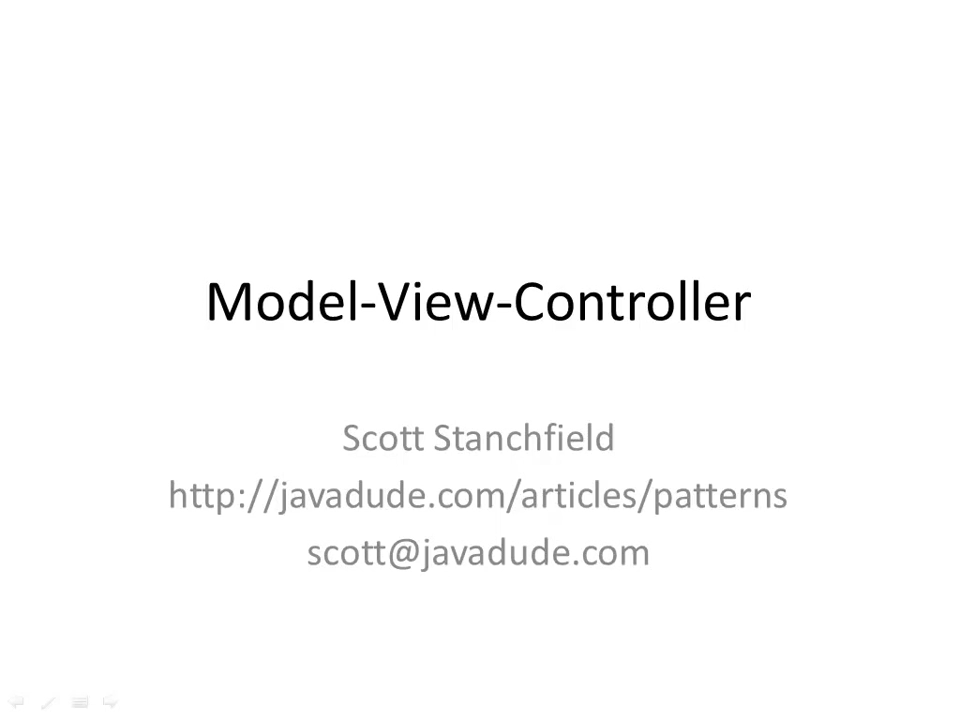 Model-View-Controller
Scott Stanchfield
http://javadude.com/articles/patterns
scott@javadude.com